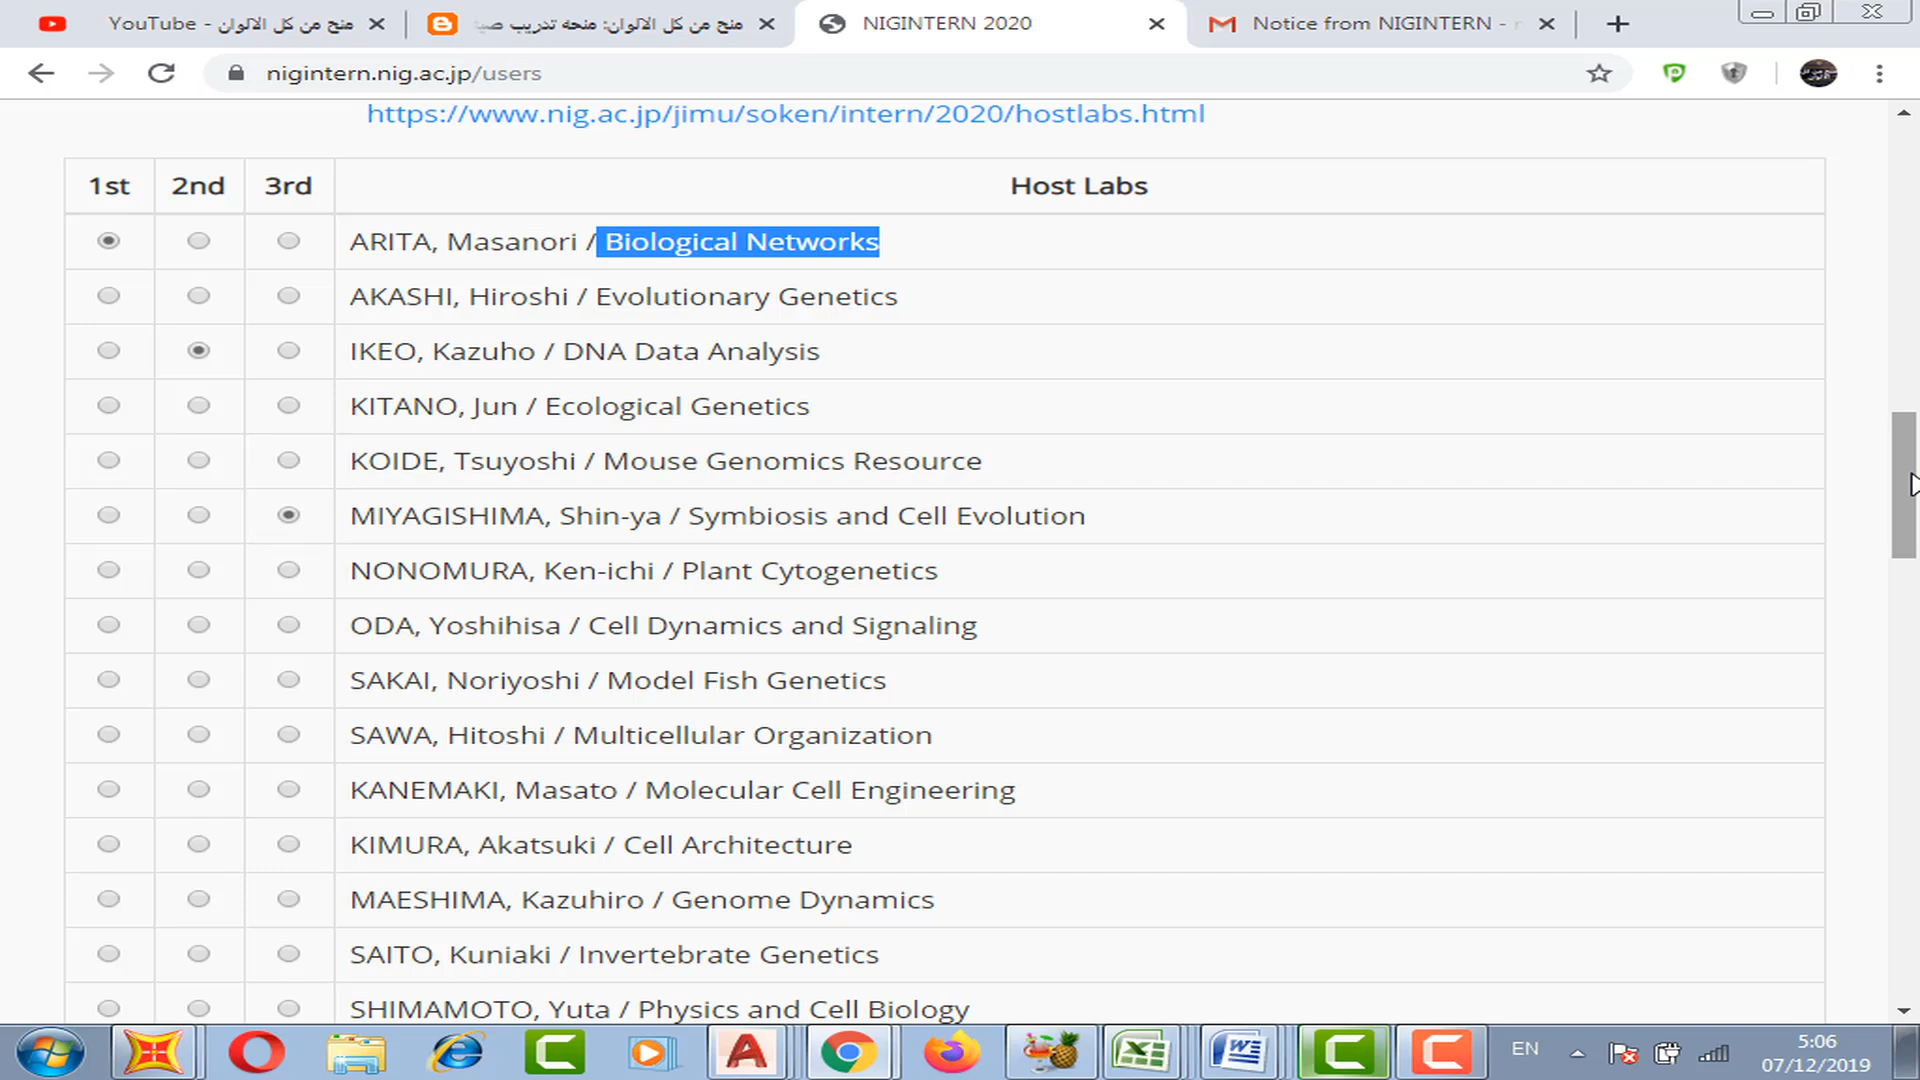 YouTube - منح من كل الالوان
منح من كل الالوان: منحه تدريب صي
NIGINTERN 2020
Notice from NIGINTERN -
nigintern.nig.ac.jp/users
https://www.nig.ac.jp/jimu/soken/intern/2020/hostlabs.html
1st 2nd 3rd Host Labs
ARITA, Masanori / Biological Networks
AKASHI, Hiroshi / Evolutionary Genetics
IKEO, Kazuho / DNA Data Analysis
KITANO, Jun / Ecological Genetics
KOIDE, Tsuyoshi / Mouse Genomics Resource
MIYAGISHIMA, Shin-ya / Symbiosis and Cell Evolution
NONOMURA, Ken-ichi / Plant Cytogenetics
ODA, Yoshihisa / Cell Dynamics and Signaling
SAKAI, Noriyoshi / Model Fish Genetics
SAWA, Hitoshi / Multicellular Organization
KANEMAKI, Masato / Molecular Cell Engineering
KIMURA, Akatsuki / Cell Architecture
MAESHIMA, Kazuhiro / Genome Dynamics
SAITO, Kuniaki / Invertebrate Genetics
SHIMAMOTO, Yuta / Physics and Cell Biology
EN
5:06
07/12/2019